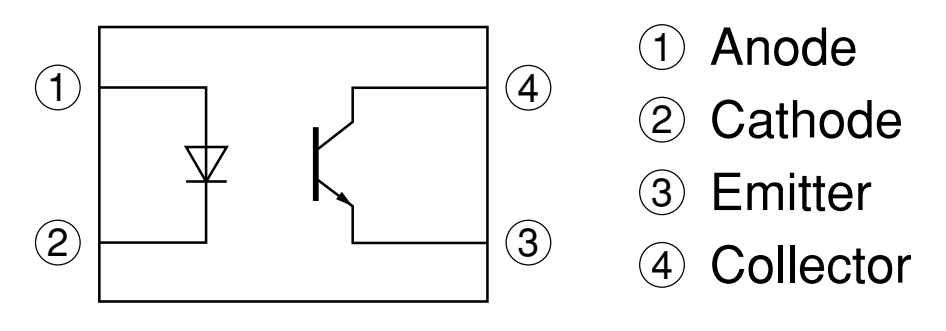 ① ④
② ③
① Anode
② Cathode
③ Emitter
④ Collector